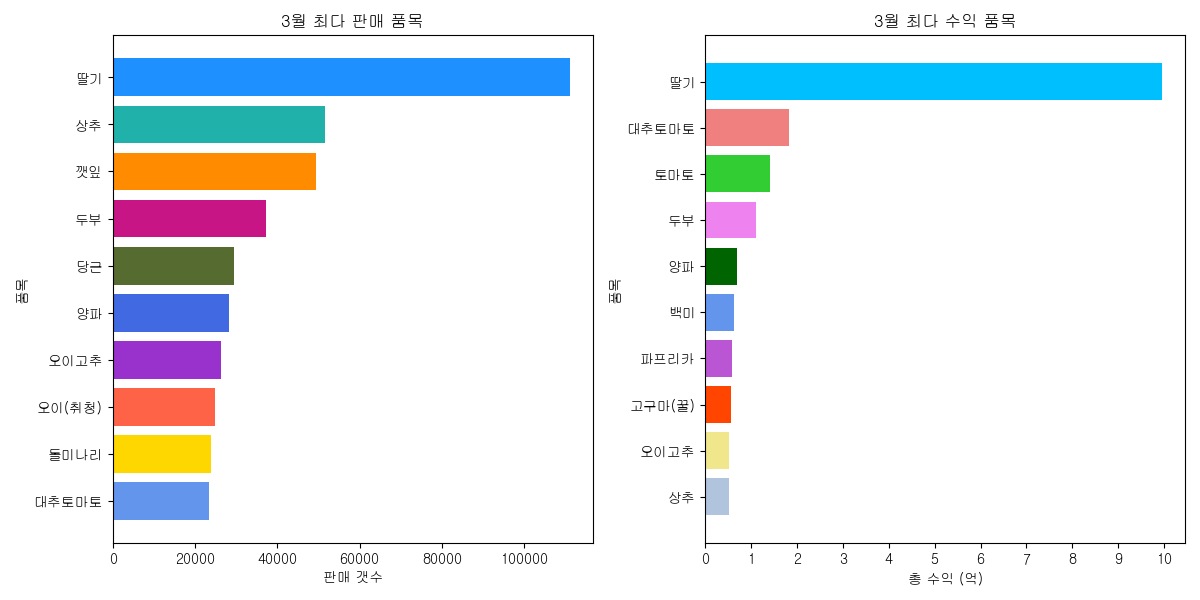 3월 최다 판매 품목
품목
딸기
상추
깻잎
두부
당근
양파
오이고추
오이(취청)
돌미나리
대추토마토
0 20000 40000 60000 80000 100000
판매 갯수
3월 최다 수익 품목
품목
딸기
대추토마토
토마토
두부
양파
백미
파프리카
고구마(꿀)
오이고추
상추
0 1 2 3 4 5 6 7 8 9 10
총 수익 (억)